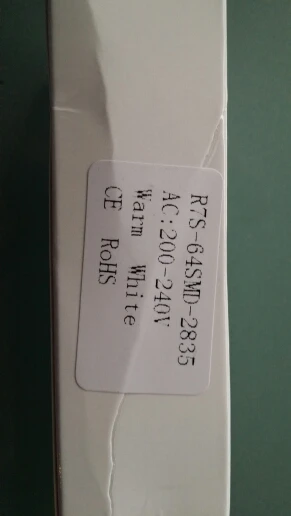 R7S-64SMD-2835
AC:200-240V
Warm White
CE RoHS